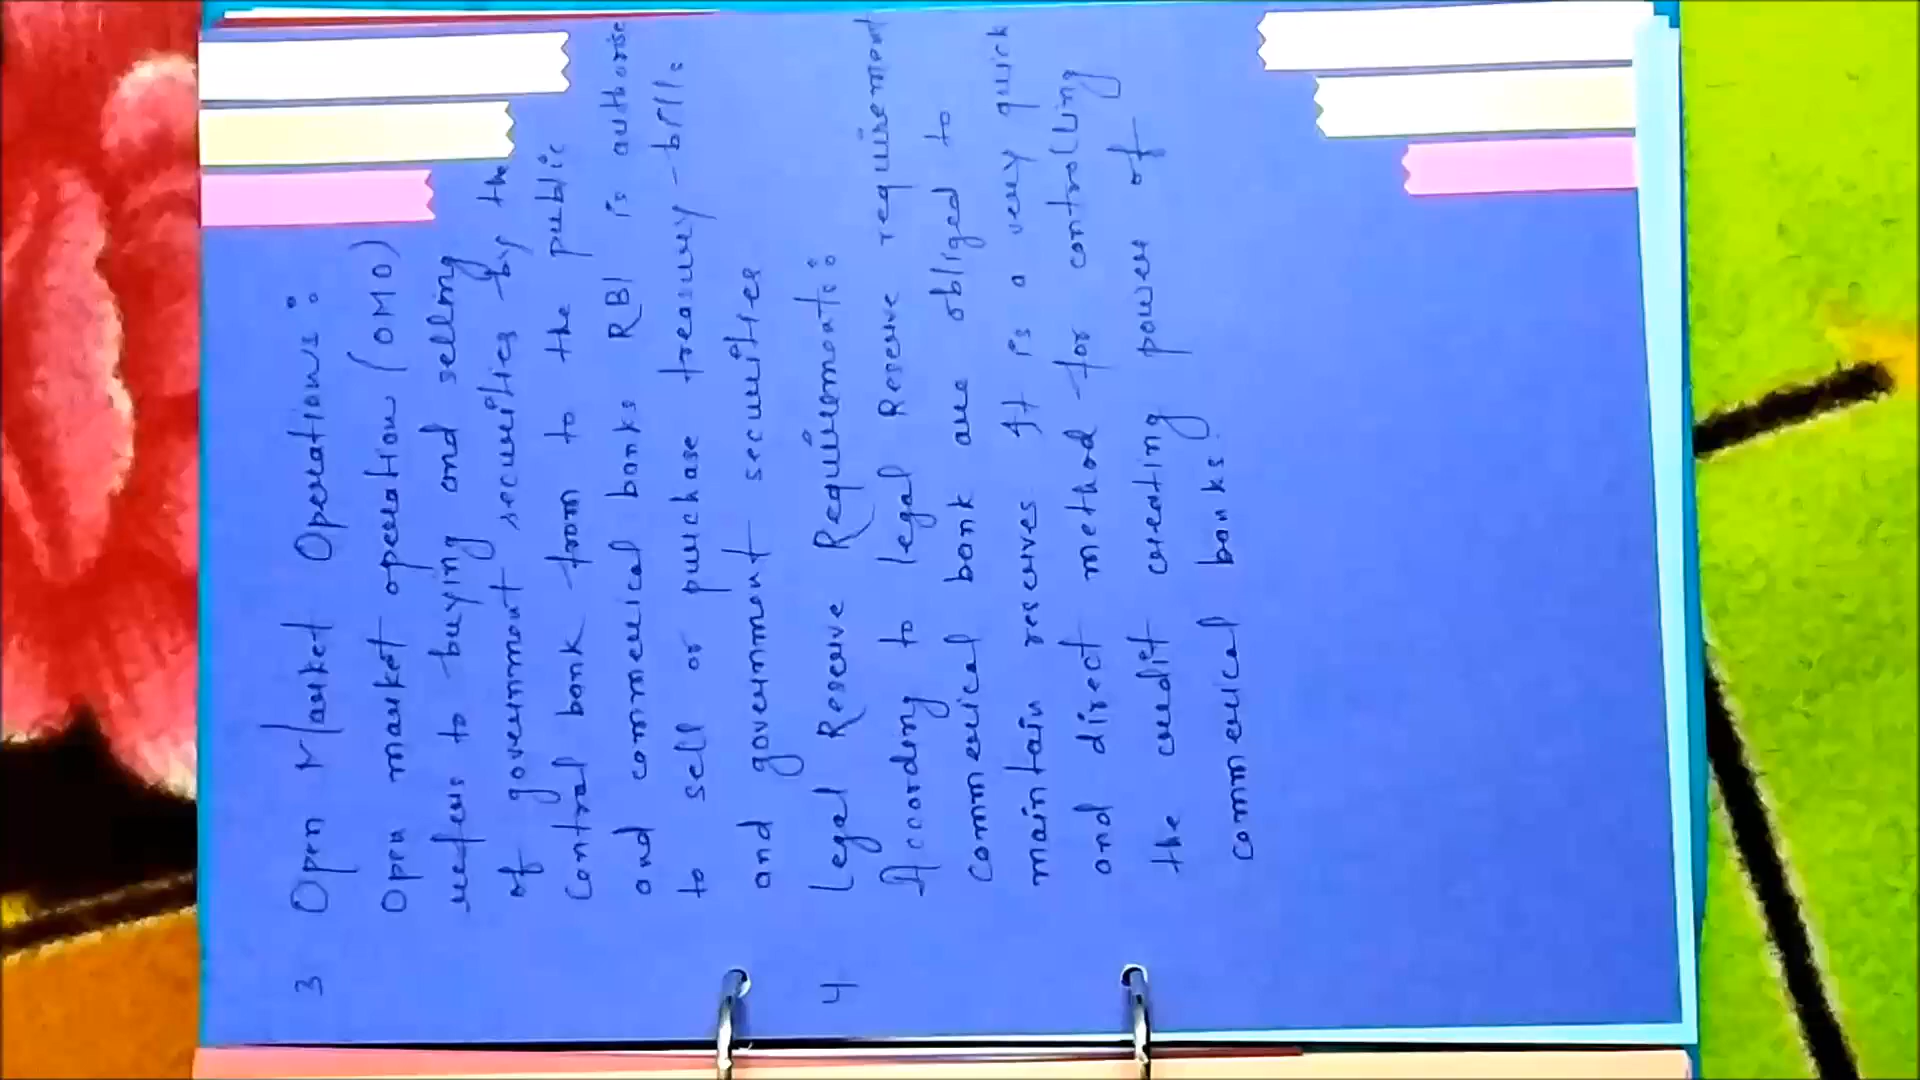 3 Open Market Operations:
Open market operation (OMO)
refers to buying and selling
of government securities by the
Central bank from to the public
and commerical banks RBI is authorise
to sell or purchase treasury-bills
and government securities
4 Legal Reserve Requirements:
According to legal Reserve requirement
commerical bank are obliged to
maintain reserves It is a very quick
and direct method for controlling
the credit creating power of
commerical banks.